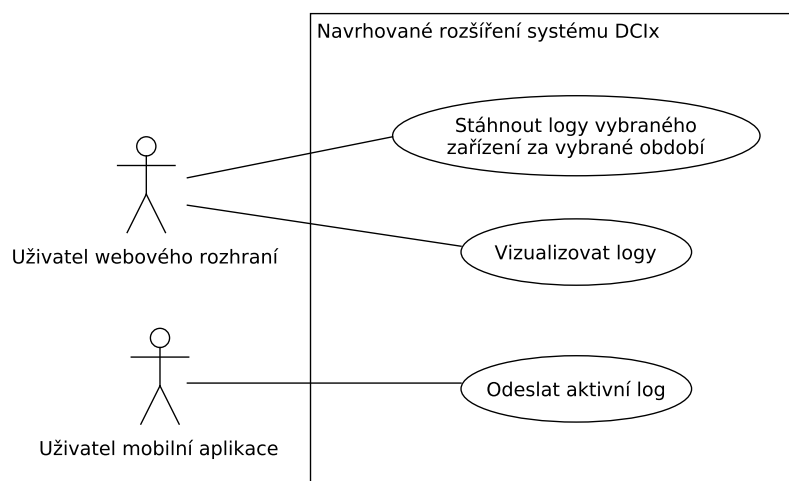 Navrhované rozšíření systému DCIx
Stáhnout logy vybraného
zařízení za vybrané období
Uživatel webového rozhraní
Vizualizovat logy
Odeslat aktivní log
Uživatel mobilní aplikace